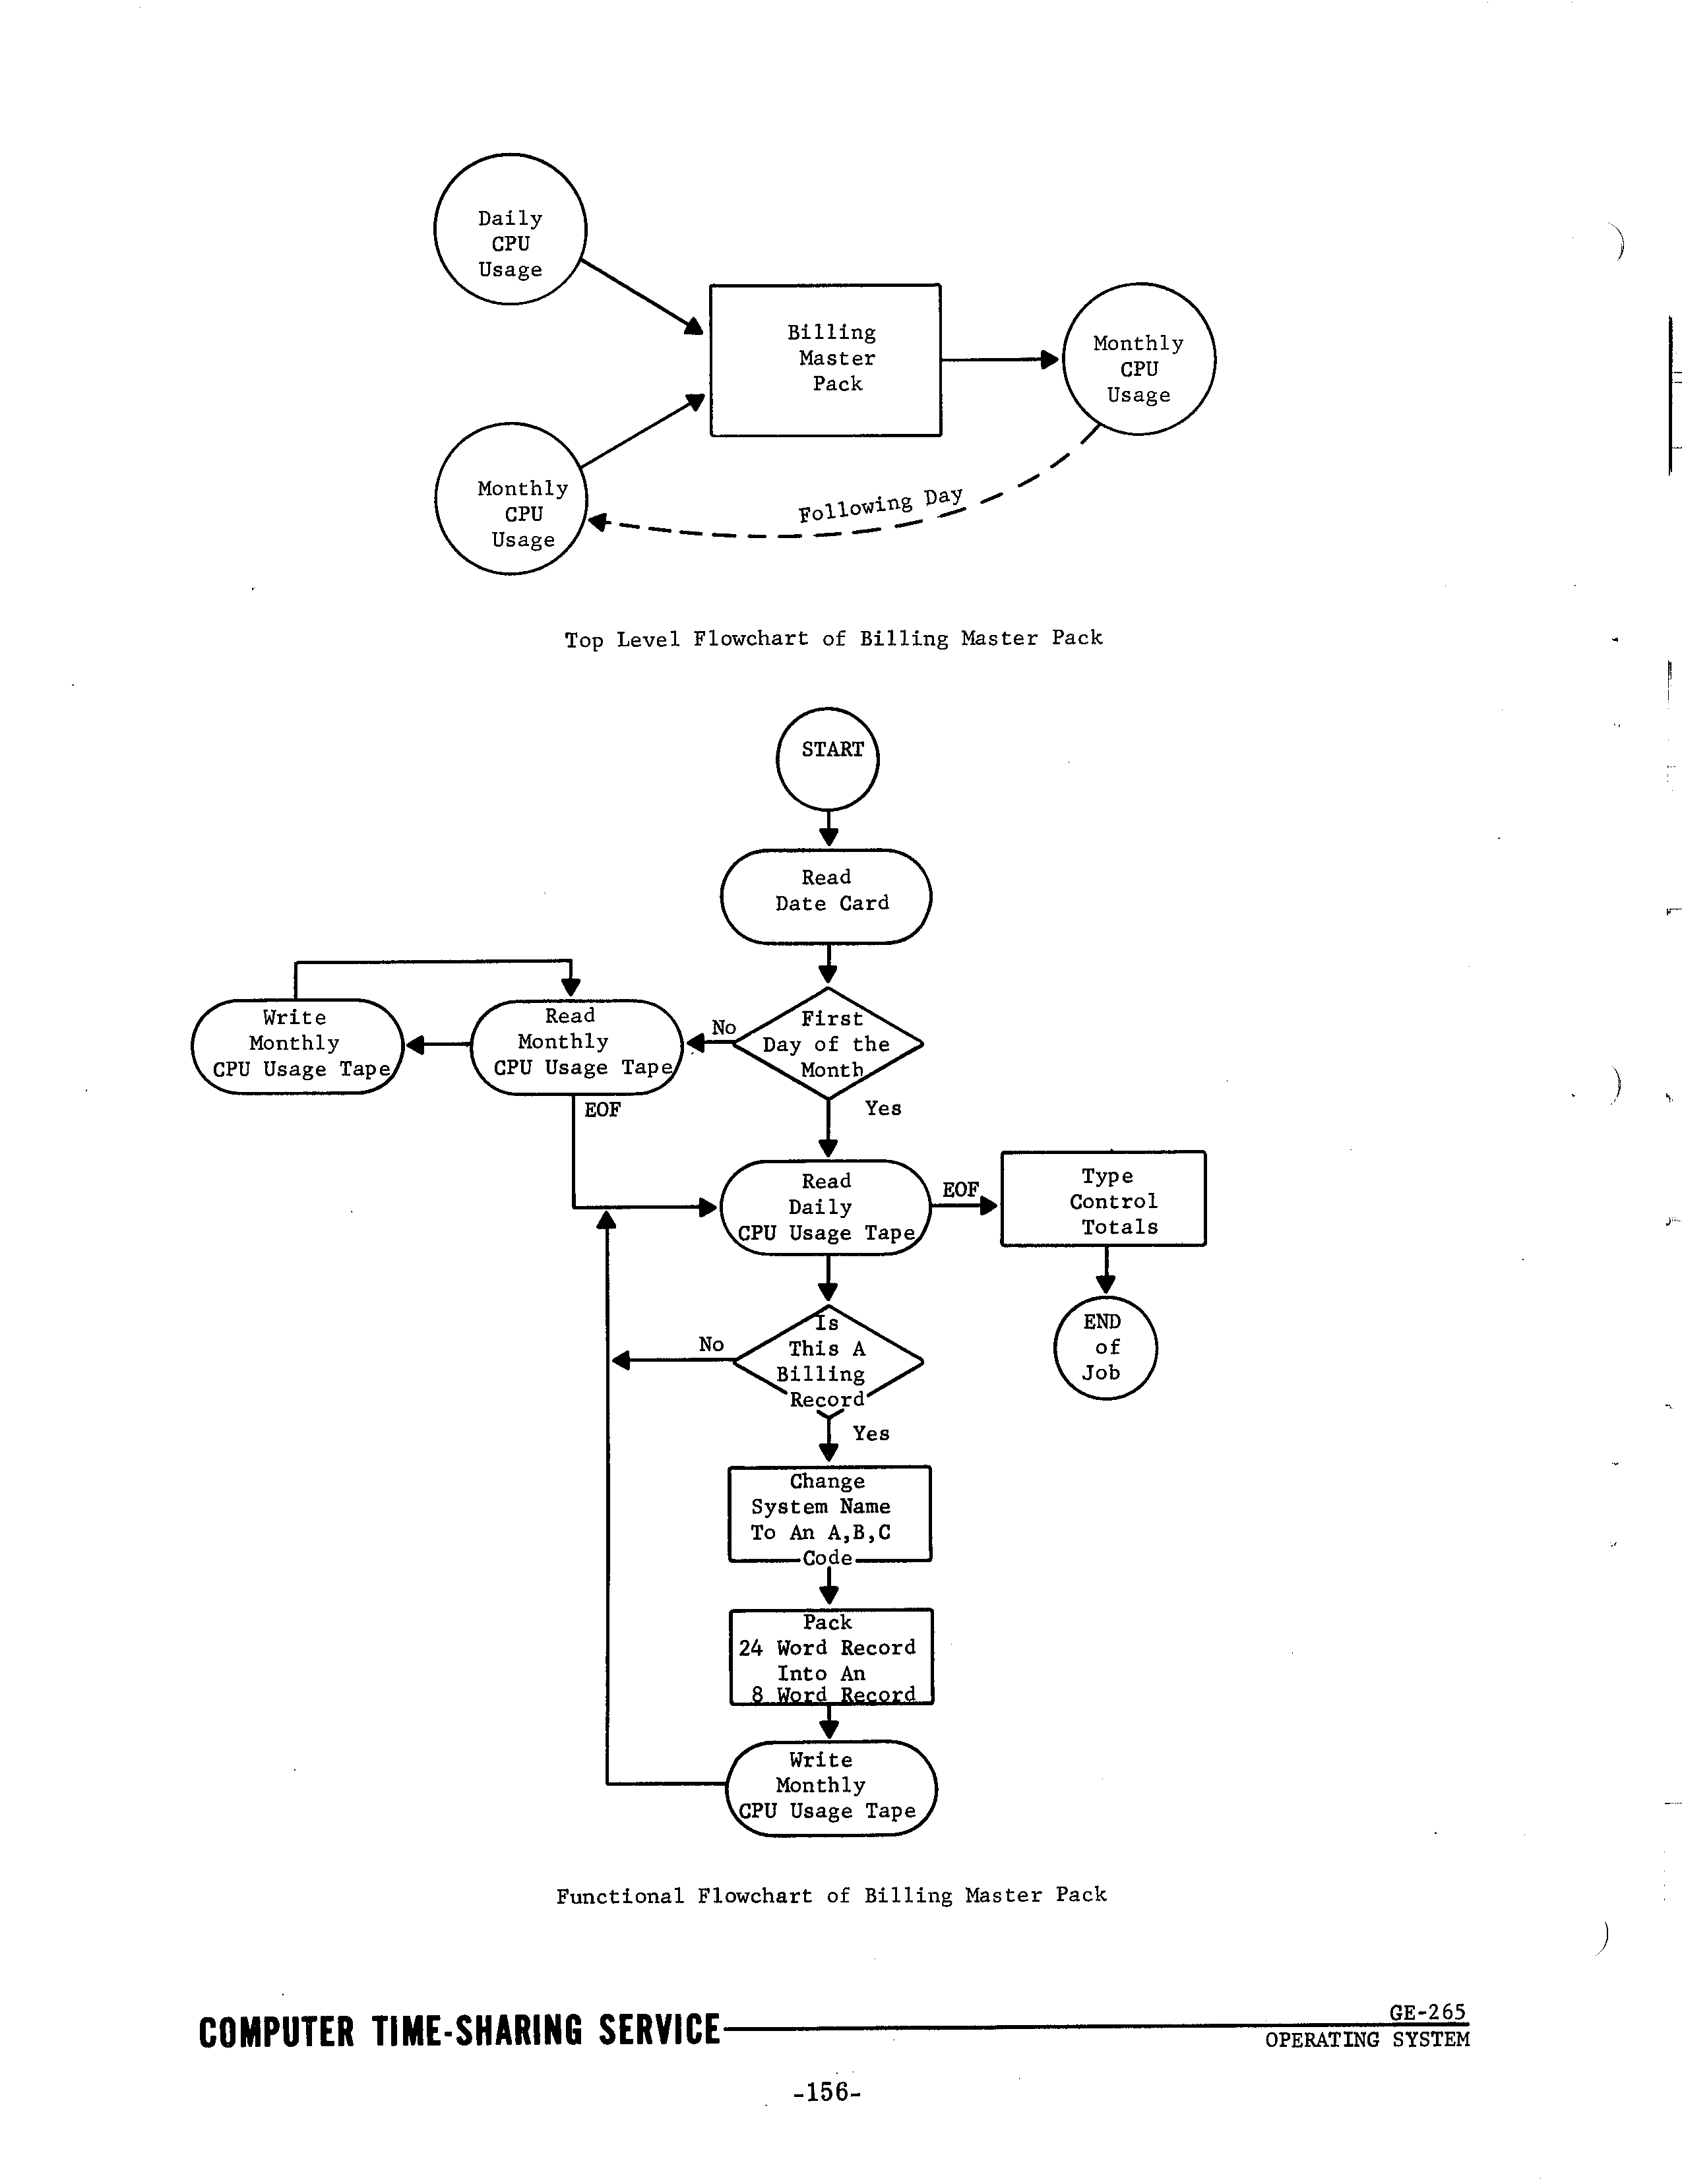 Daily
CPU
Usage
Billing
Master
Pack
Monthly
CPU
Usage
Monthly
CPU
Usage
Following Day
Top Level Flowchart of Billing Master Pack
START
Read
Date Card
First
Day of the
Month
No
Yes
Read
Monthly
CPU Usage Tape
Write
Monthly
CPU Usage Tape
EOF
Read
Daily
CPU Usage Tape
EOF
Type
Control
Totals
END
of
Job
Is
This A
Billing
Record
No
Yes
Change
System Name
To An A,B,C
Code
Pack
24 Word Record
Into An
8 Word Record
Write
Monthly
CPU Usage Tape
Functional Flowchart of Billing Master Pack
COMPUTER TIME-SHARING SERVICE
GE-265
OPERATING SYSTEM
-156-